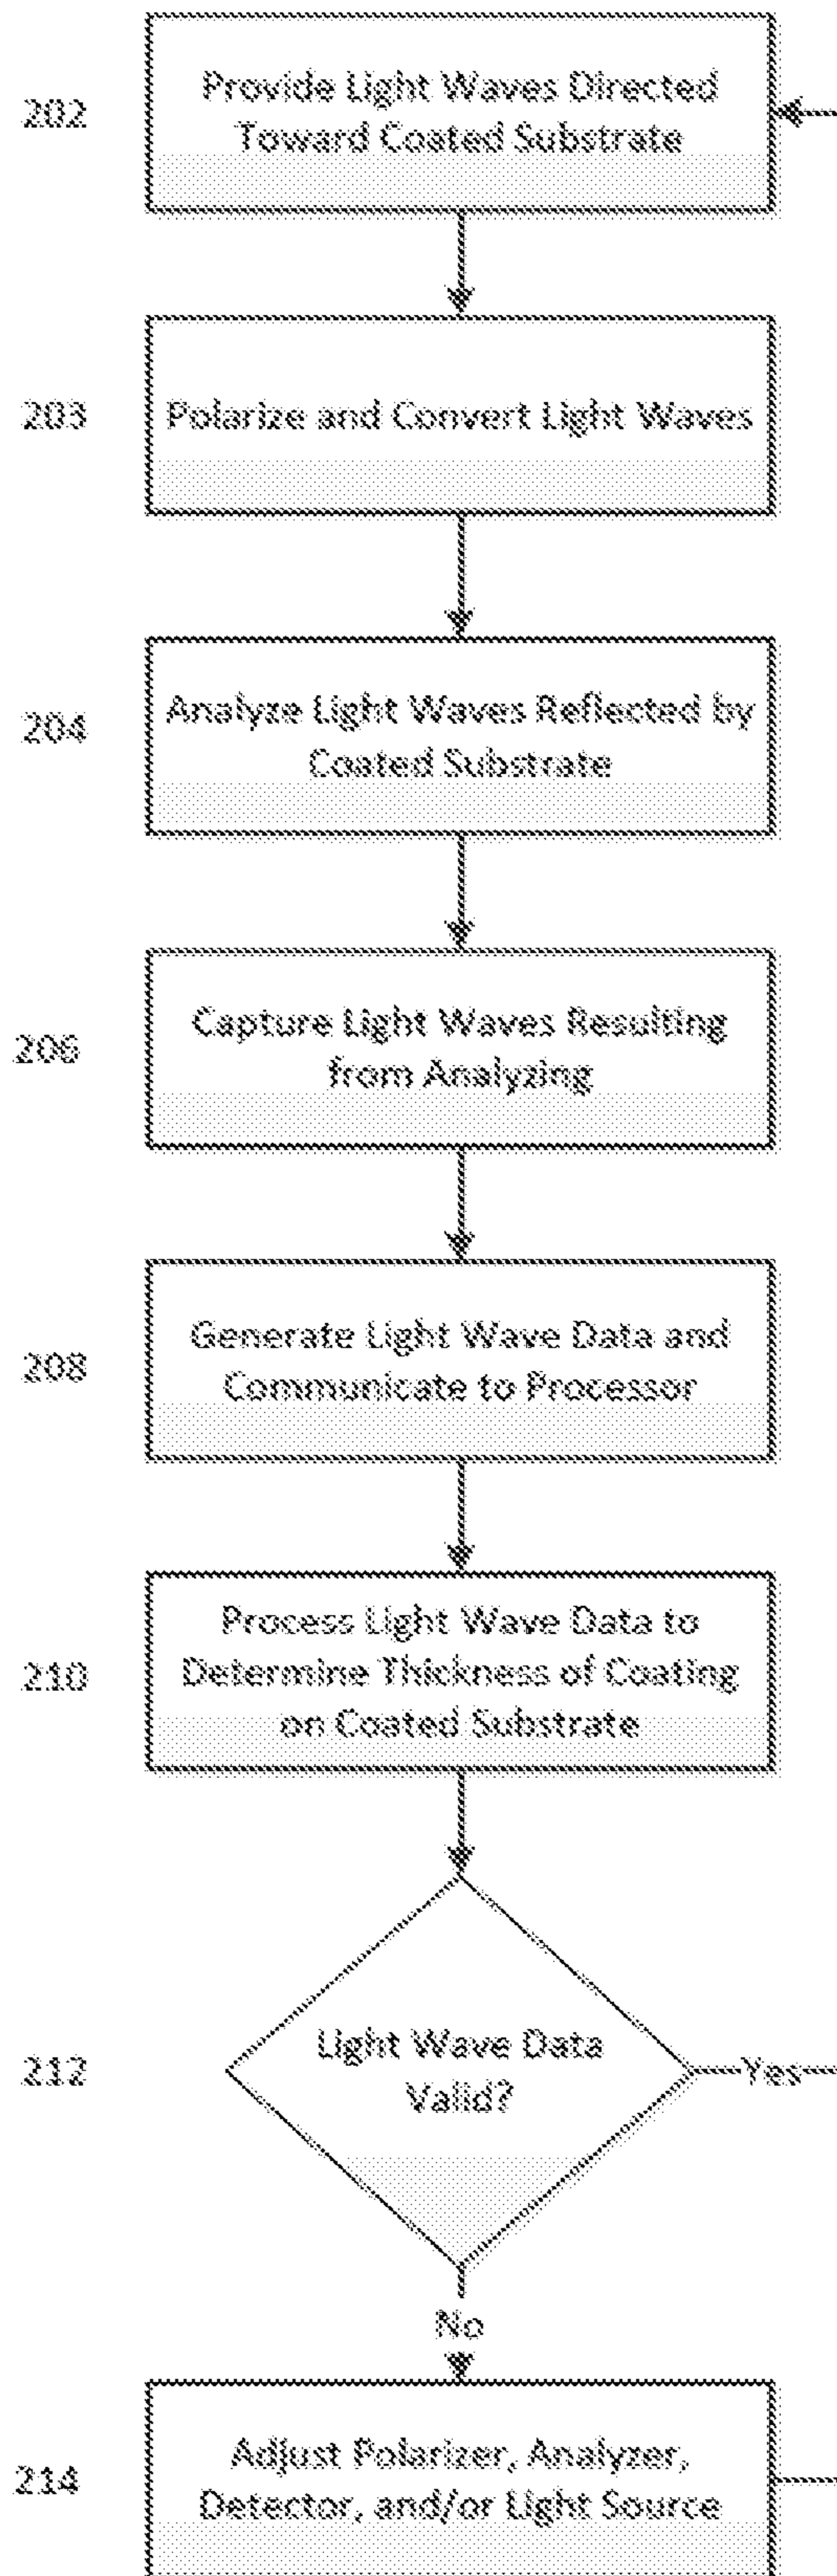 202
Provide Light Waves Directed
Toward Coated Substrate
203
Polarize and Convert Light Waves
204
Analyze Light Waves Reflected by
Coated Substrate
206
Capture Light Waves Resulting
from Analyzing
208
Generate Light Wave Data and
Communicate to Processor
210
Process Light Wave Data to
Determine Thickness of Coating
on Coated Substrate
212
Light Wave Data
Valid?
Yes
No
214
Adjust Polarizer, Analyzer,
Detector, and/or Light Source